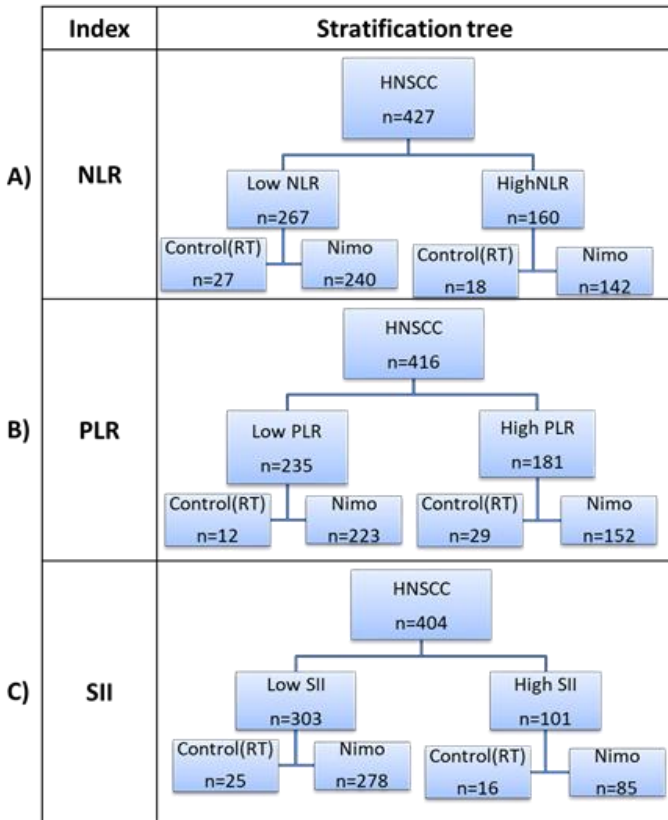 Index
Stratification tree
A)
NLR
HNSCC
n=427
Low NLR
n=267
HighNLR
n=160
Control(RT)
n=27
Nimo
n=240
Control(RT)
n=18
Nimo
n=142
B)
PLR
HNSCC
n=416
Low PLR
n=235
High PLR
n=181
Control(RT)
n=12
Nimo
n=223
Control(RT)
n=29
Nimo
n=152
C)
SII
HNSCC
n=404
Low SII
n=303
High SII
n=101
Control(RT)
n=25
Nimo
n=278
Control(RT)
n=16
Nimo
n=85